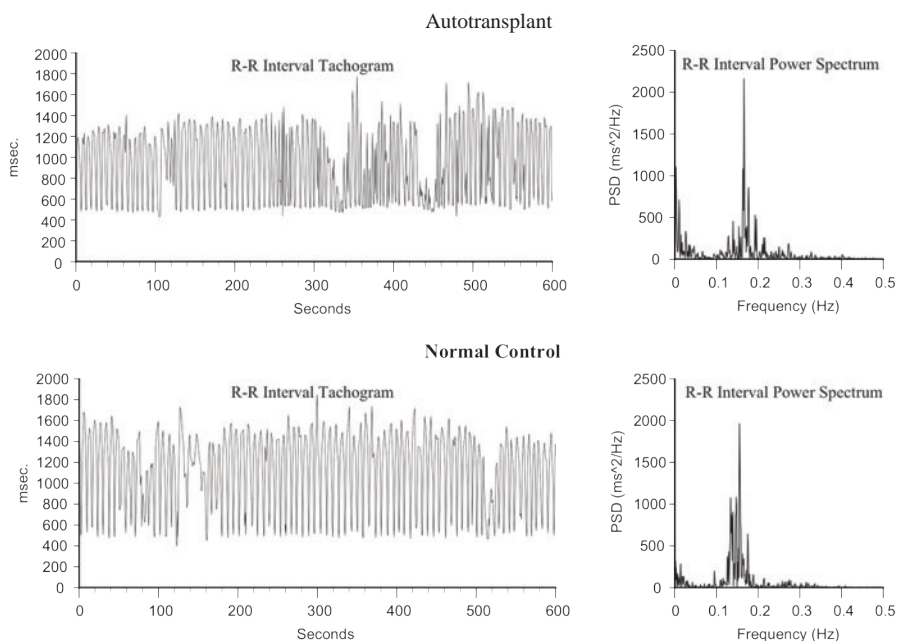 Autotransplant
R-R Interval Tachogram
2000
1800
1600
1400
1200
1000
800
600
400
200
0
msec.
0 100 200 300 400 500 600
Seconds
R-R Interval Power Spectrum
2500
2000
1500
1000
500
0
PSD (ms^2/Hz)
0 0.1 0.2 0.3 0.4 0.5
Frequency (Hz)
Normal Control
R-R Interval Tachogram
2000
1800
1600
1400
1200
1000
800
600
400
200
0
msec.
0 100 200 300 400 500 600
Seconds
R-R Interval Power Spectrum
2500
2000
1500
1000
500
0
PSD (ms^2/Hz)
0 0.1 0.2 0.3 0.4 0.5
Frequency (Hz)